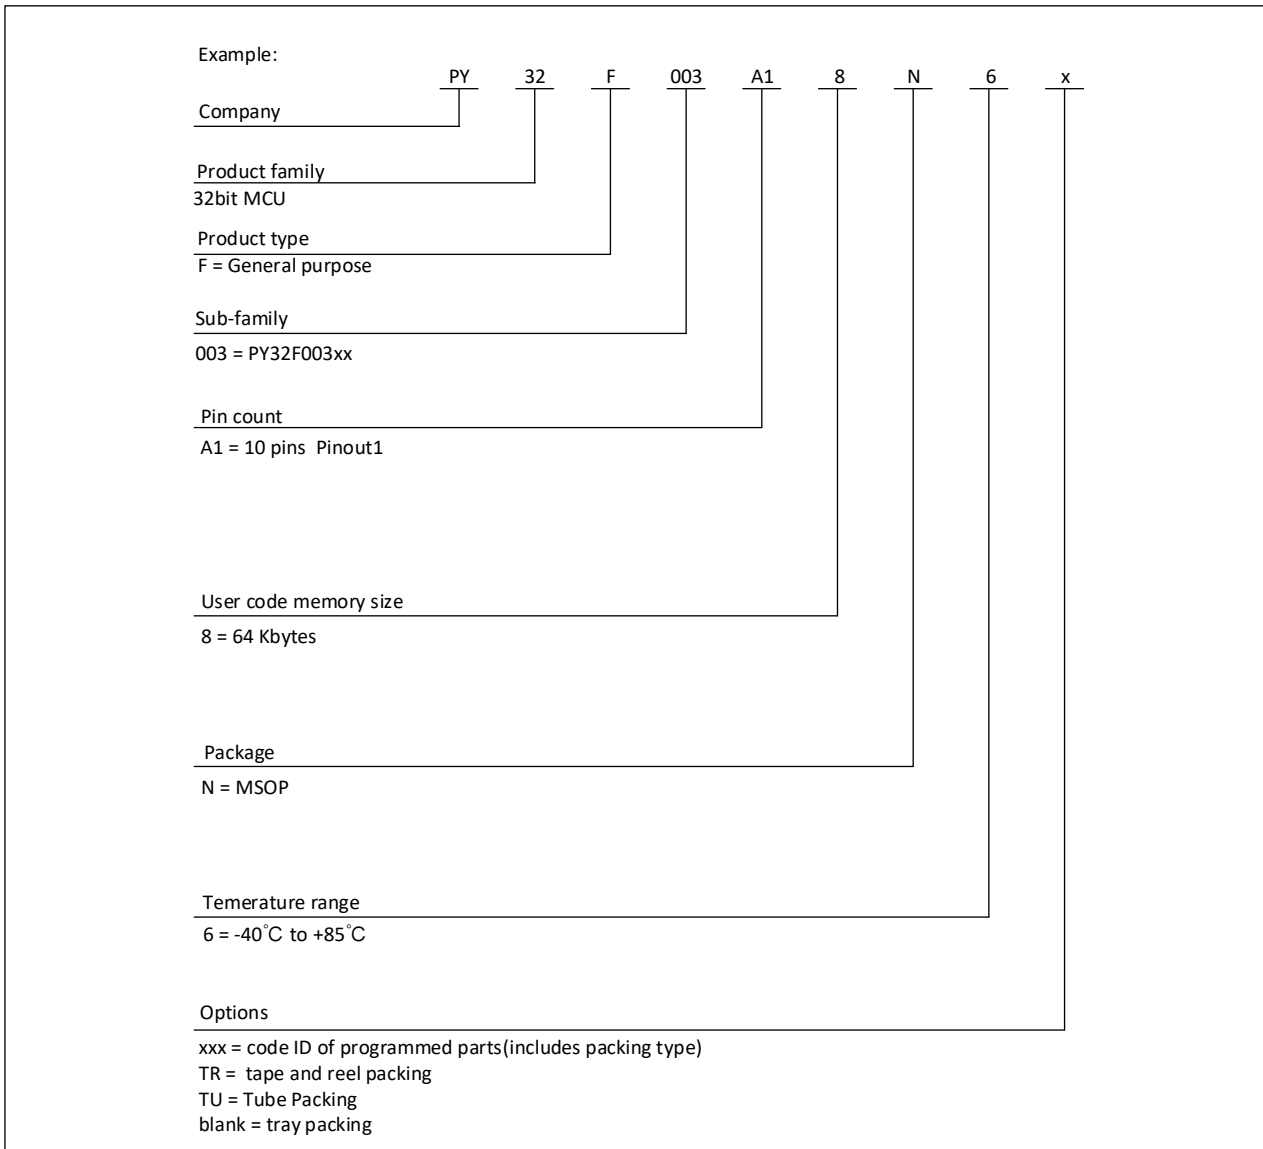 Example:
PY 32 F 003 A1 8 N 6 x
Company
Product family
32bit MCU
Product type
F = General purpose
Sub-family
003 = PY32F003xx
Pin count
A1 = 10 pins  Pinout1
User code memory size
8 = 64 Kbytes
Package
N = MSOP
Temerature range
6 = -40℃ to +85℃
Options
xxx = code ID of programmed parts(includes packing type)
TR =  tape and reel packing
TU = Tube Packing
blank = tray packing